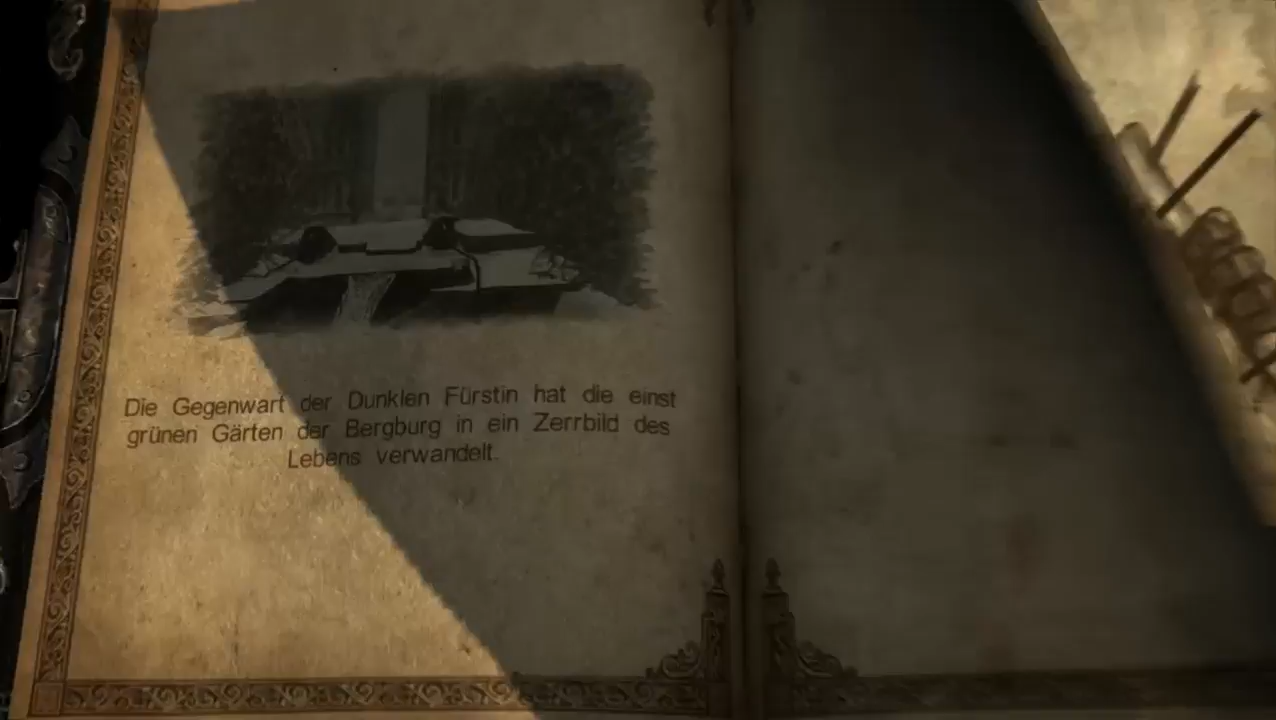 Die Gegenwart der Dunklen Fürstin hat die einst
grünen Gärten der Bergburg in ein Zerrbild des
Lebens verwandelt.